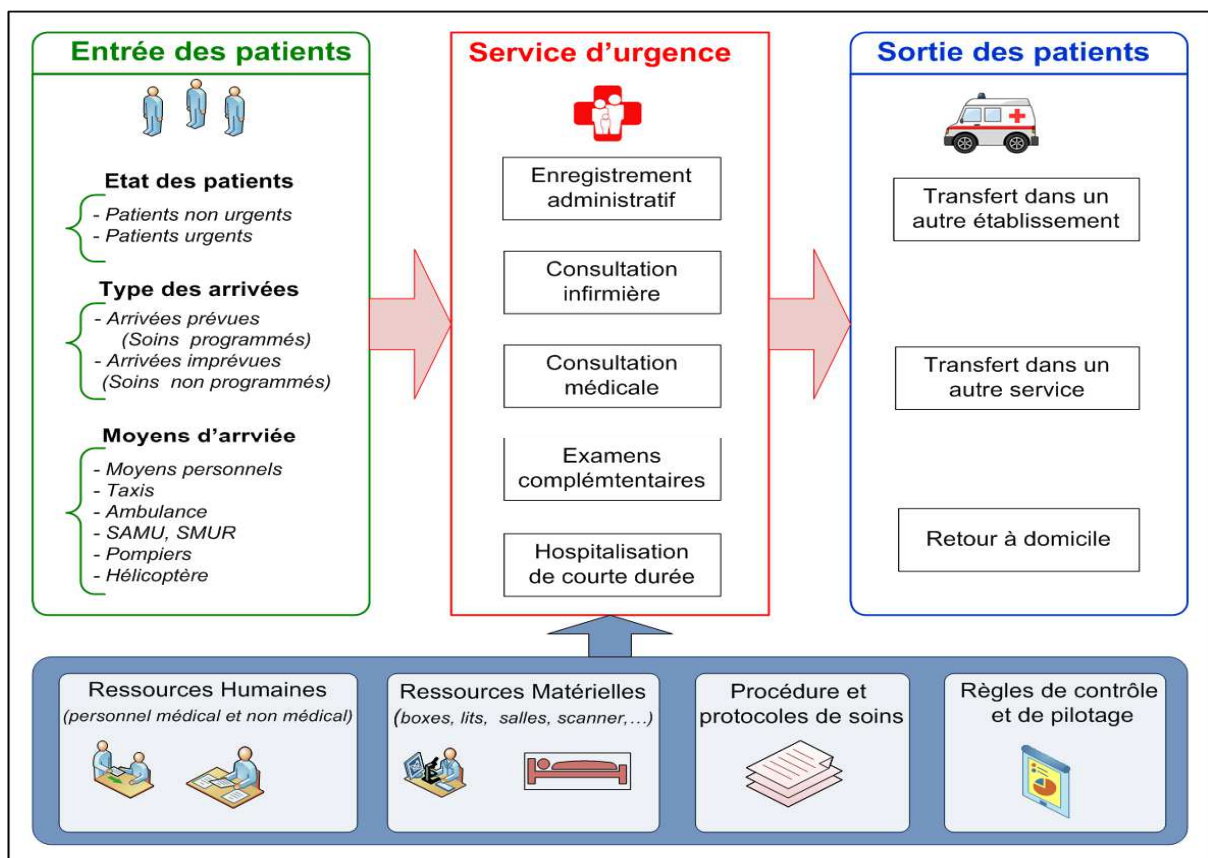 Entrée des patients
Etat des patients
- Patients non urgents
- Patients urgents
Type des arrivées
- Arrivées prévues
(Soins programmés)
- Arrivées imprévues
(Soins non programmés)
Moyens d'arrviée
- Moyens personnels
- Taxis
- Ambulance
- SAMU, SMUR
- Pompiers
- Hélicoptère
Service d'urgence
Enregistrement
administratif
Consultation
infirmière
Consultation
médicale
Examens
complémtentaires
Hospitalisation
de courte durée
Sortie des patients
Transfert dans un
autre établissement
Transfert dans un
autre service
Retour à domicile
Ressources Humaines
(personnel médical et non médical)
Ressources Matérielles
(boxes, lits, salles, scanner,…)
Procédure et
protocoles de soins
Règles de contrôle
et de pilotage